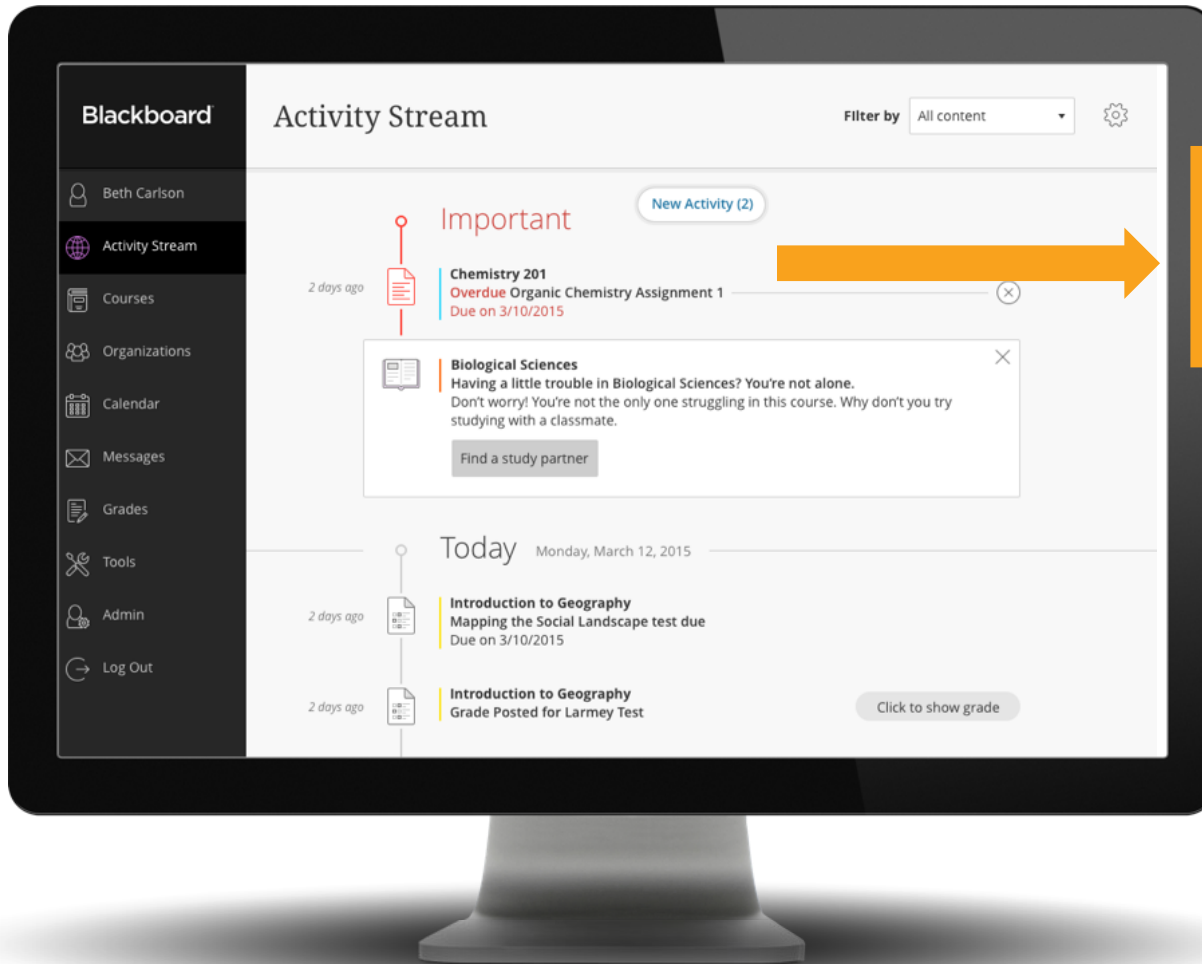 Blackboard
Activity Stream
FIlter by All content
Beth Carlson
Activity Stream
Courses
Organizations
Calendar
Messages
Grades
Tools
Admin
Log Out
New Activity (2)
Important
2 days ago
Chemistry 201
Overdue Organic Chemistry Assignment 1
Due on 3/10/2015
Biological Sciences
Having a little trouble in Biological Sciences? You're not alone.
Don't worry! You're not the only one struggling in this course. Why don't you try
studying with a classmate.
Find a study partner
Today Monday, March 12, 2015
2 days ago
Introduction to Geography
Mapping the Social Landscape test due
Due on 3/10/2015
2 days ago
Introduction to Geography
Grade Posted for Larmey Test
Click to show grade